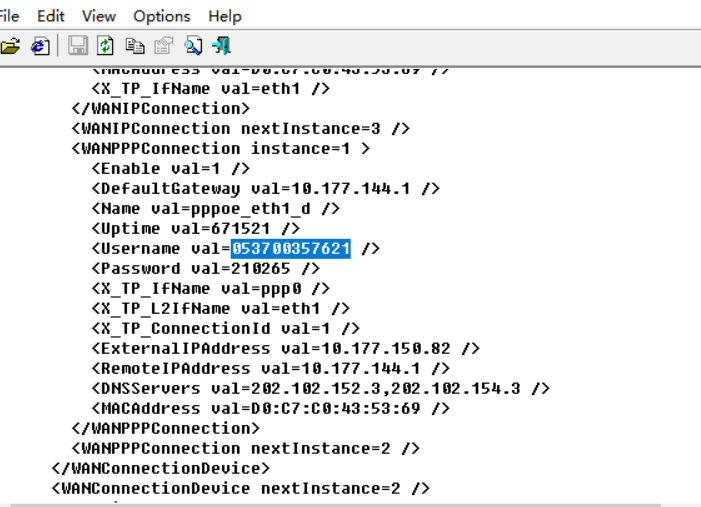 File Edit View Options Help
<MACAddress val=D0:C7:C0:43:53:69 />
<X_TP_IfName val=eth1 />
</WANIPConnection>
<WANIPConnection nextInstance=3 />
<WANPPPConnection instance=1 >
<Enable val=1 />
<DefaultGateway val=10.177.144.1 />
<Name val=pppoe_eth1_d />
<Uptime val=671521 />
<Username val=053700357621 />
<Password val=210265 />
<X_TP_IfName val=ppp0 />
<X_TP_L2IfName val=eth1 />
<X_TP_ConnectionId val=1 />
<ExternalIPAddress val=10.177.150.82 />
<RemoteIPAddress val=10.177.144.1 />
<DNSServers val=202.102.152.3,202.102.154.3 />
<MACAddress val=D0:C7:C0:43:53:69 />
</WANPPPConnection>
<WANPPPConnection nextInstance=2 />
</WANConnectionDevice>
<WANConnectionDevice nextInstance=2 />